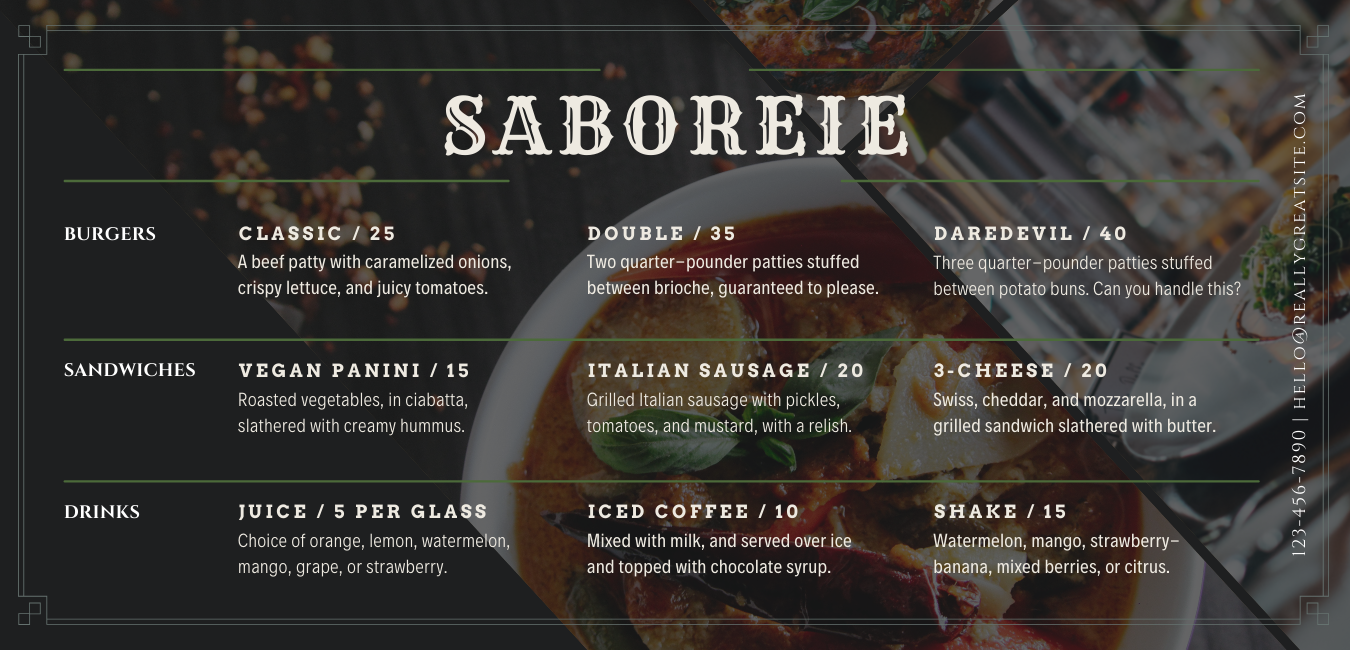 SABOREIE
BURGERS
CLASSIC / 25
A beef patty with caramelized onions,
crispy lettuce, and juicy tomatoes.
DOUBLE / 35
Two quarter–pounder patties stuffed
between brioche, guaranteed to please.
DAREDEVIL / 40
Three quarter–pounder patties stuffed
between potato buns. Can you handle this?
SANDWICHES
VEGAN PANINI / 15
Roasted vegetables, in ciabatta,
slathered with creamy hummus.
ITALIAN SAUSAGE / 20
Grilled Italian sausage with pickles,
tomatoes, and mustard, with a relish.
3-CHEESE / 20
Swiss, cheddar, and mozzarella, in a
grilled sandwich slathered with butter.
DRINKS
JUICE / 5 PER GLASS
Choice of orange, lemon, watermelon,
mango, grape, or strawberry.
ICED COFFEE / 10
Mixed with milk, and served over ice
and topped with chocolate syrup.
SHAKE / 15
Watermelon, mango, strawberry–
banana, mixed berries, or citrus.
123-456-7890 | HELLO@REALLYGREATSITE.COM